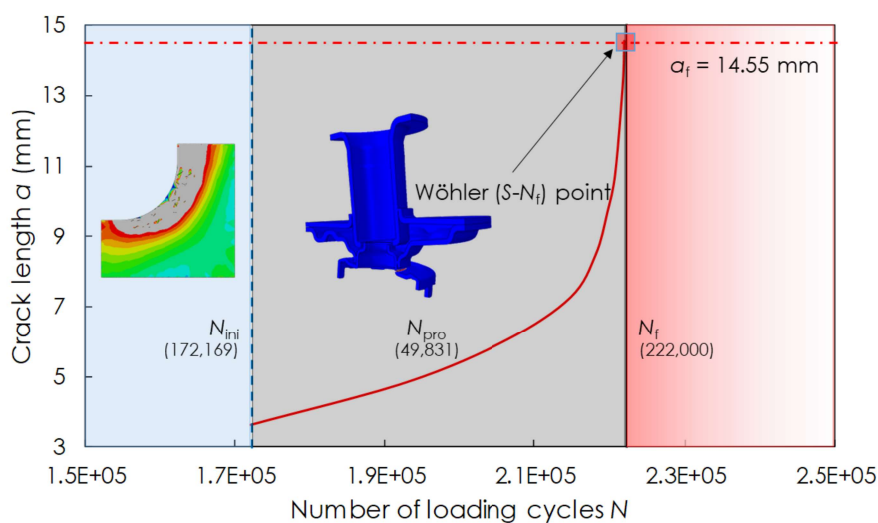 15
13
11
9
7
5
3
Crack length a (mm)
a_f = 14.55 mm
Wöhler (S-N_f) point
N_ini
(172,169)
N_pro
(49,831)
N_f
(222,000)
1.5E+05 1.7E+05 1.9E+05 2.1E+05 2.3E+05 2.5E+05
Number of loading cycles N